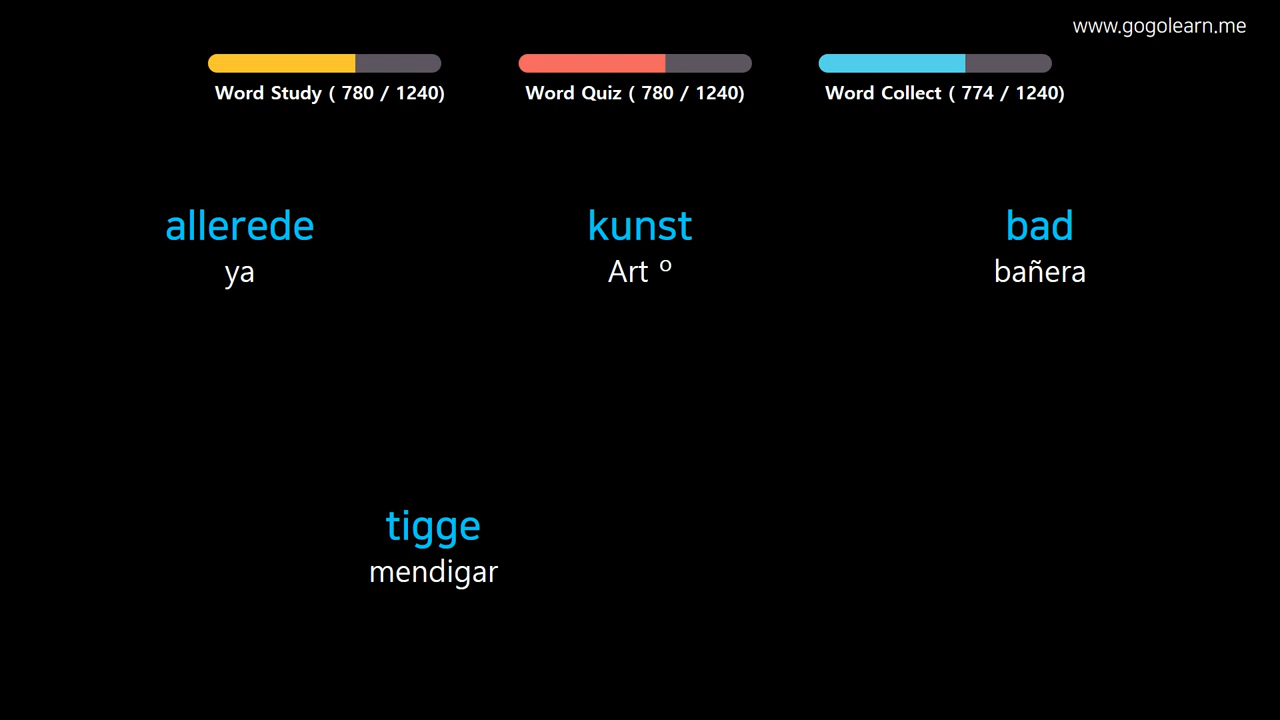 www.gogolearn.me
Word Study ( 780 / 1240)
Word Quiz ( 780 / 1240)
Word Collect ( 774 / 1240)
allerede
ya
kunst
Art º
bad
bañera
tigge
mendigar